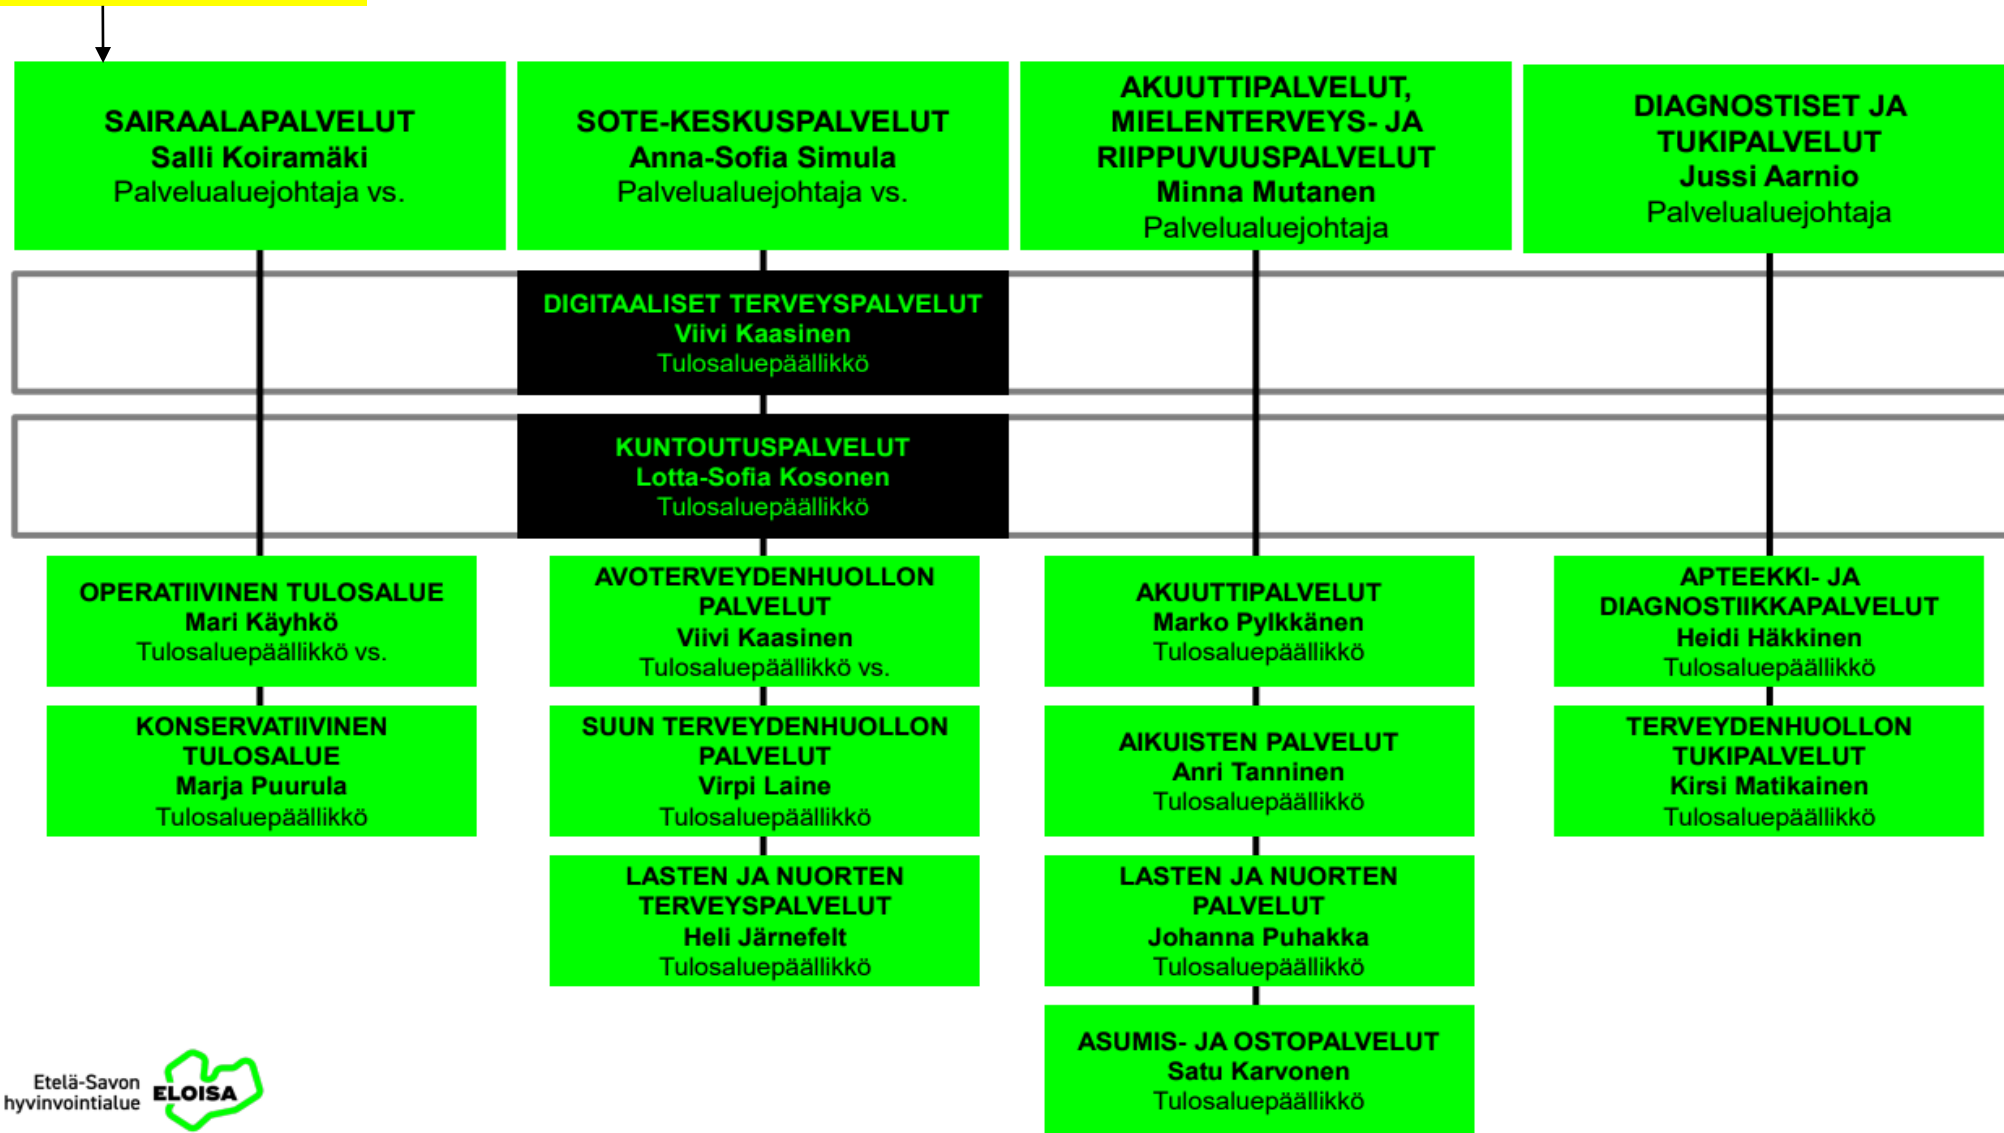 SAIRAALAPALVELUT
Salli Koiramäki
Palvelualuejohtaja vs.
SOTE-KESKUSPALVELUT
Anna-Sofia Simula
Palvelualuejohtaja vs.
AKUUTTIPALVELUT,
MIELENTERVEYS- JA
RIIPPUVUUSPALVELUT
Minna Mutanen
Palvelualuejohtaja
DIAGNOSTISET JA
TUKIPALVELUT
Jussi Aarnio
Palvelualuejohtaja
DIGITAALISET TERVEYSPALVELUT
Viivi Kaasinen
Tulosaluepäällikkö
KUNTOUTUSPALVELUT
Lotta-Sofia Kosonen
Tulosaluepäällikkö
OPERATIIVINEN TULOSALUE
Mari Käyhkö
Tulosaluepäällikkö vs.
KONSERVATIIVINEN
TULOSALUE
Marja Puurula
Tulosaluepäällikkö
AVOTERVEYDENHUOLLON
PALVELUT
Viivi Kaasinen
Tulosaluepäällikkö vs.
SUUN TERVEYDENHUOLLON
PALVELUT
Virpi Laine
Tulosaluepäällikkö
LASTEN JA NUORTEN
TERVEYSPALVELUT
Heli Järnefelt
Tulosaluepäällikkö
AKUUTTIPALVELUT
Marko Pylkkänen
Tulosaluepäällikkö
AIKUISTEN PALVELUT
Anri Tanninen
Tulosaluepäällikkö
LASTEN JA NUORTEN
PALVELUT
Johanna Puhakka
Tulosaluepäällikkö
ASUMIS- JA OSTOPALVELUT
Satu Karvonen
Tulosaluepäällikkö
APTEEKKI- JA
DIAGNOSTIIKKAPALVELUT
Heidi Häkkinen
Tulosaluepäällikkö
TERVEYDENHUOLLON
TUKIPALVELUT
Kirsi Matikainen
Tulosaluepäällikkö
Etelä-Savon
hyvinvointialue
ELOISA